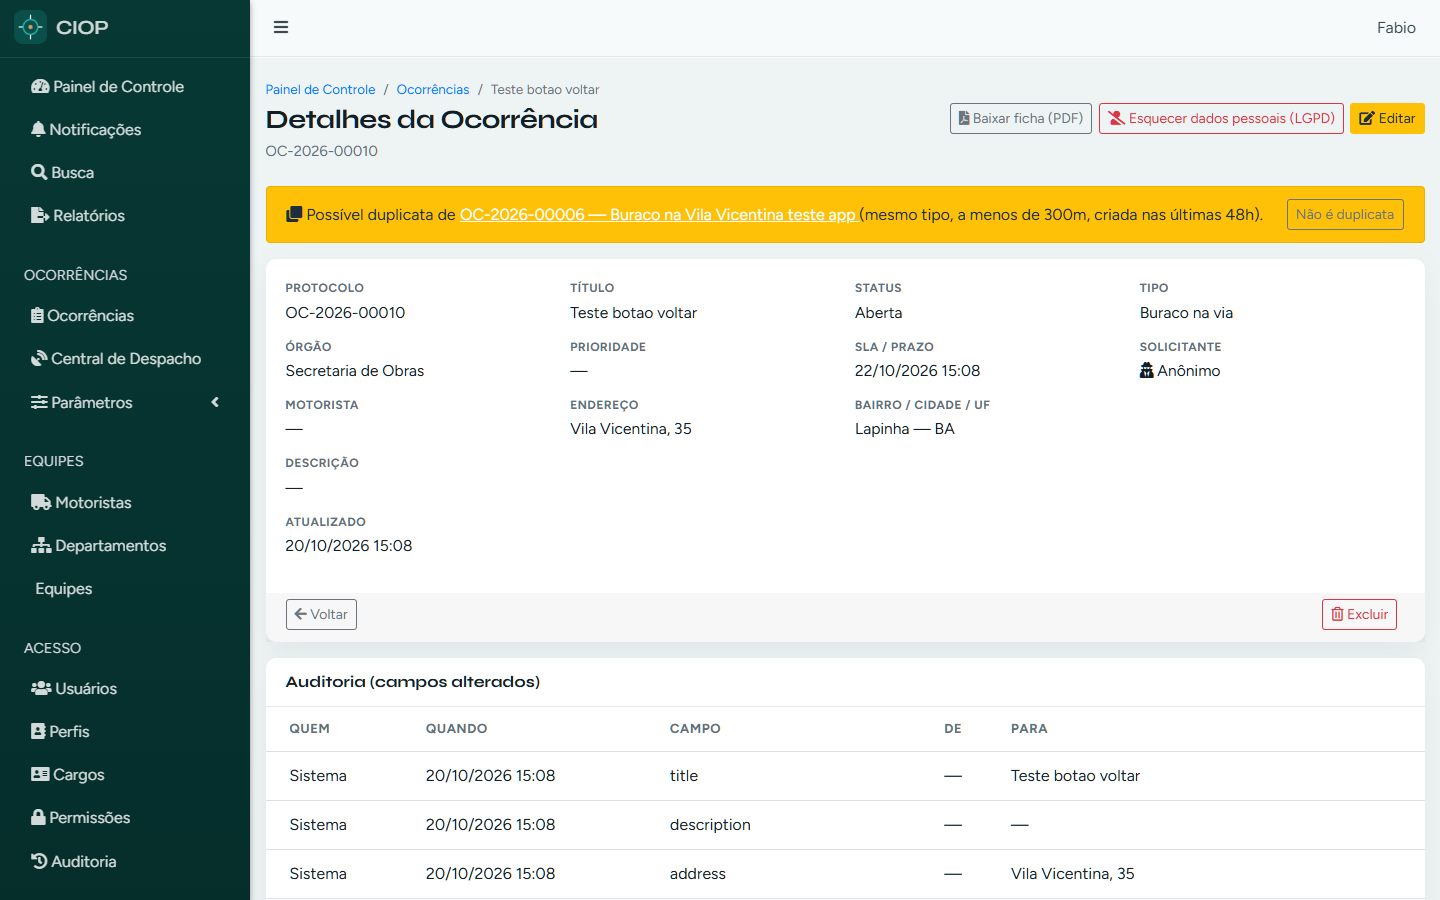 CIOP
Fabio
Painel de Controle
Notificações
Busca
Relatórios
OCORRÊNCIAS
Ocorrências
Central de Despacho
Parâmetros
EQUIPES
Motoristas
Departamentos
Equipes
ACESSO
Usuários
Perfis
Cargos
Permissões
Auditoria
Painel de Controle / Ocorrências / Teste botao voltar
Detalhes da Ocorrência
OC-2026-00010
Baixar ficha (PDF) Esquecer dados pessoais (LGPD) Editar
Possível duplicata de OC-2026-00006 — Buraco na Vila Vicentina teste app (mesmo tipo, a menos de 300m, criada nas últimas 48h). Não é duplicata
PROTOCOLO TÍTULO STATUS TIPO
OC-2026-00010 Teste botao voltar Aberta Buraco na via
ÓRGÃO PRIORIDADE SLA / PRAZO SOLICITANTE
Secretaria de Obras — 22/10/2026 15:08 Anônimo
MOTORISTA ENDEREÇO BAIRRO / CIDADE / UF
— Vila Vicentina, 35 Lapinha — BA
DESCRIÇÃO
—
ATUALIZADO
20/10/2026 15:08
Voltar Excluir
Auditoria (campos alterados)
QUEM QUANDO CAMPO DE PARA
Sistema 20/10/2026 15:08 title — Teste botao voltar
Sistema 20/10/2026 15:08 description — —
Sistema 20/10/2026 15:08 address — Vila Vicentina, 35